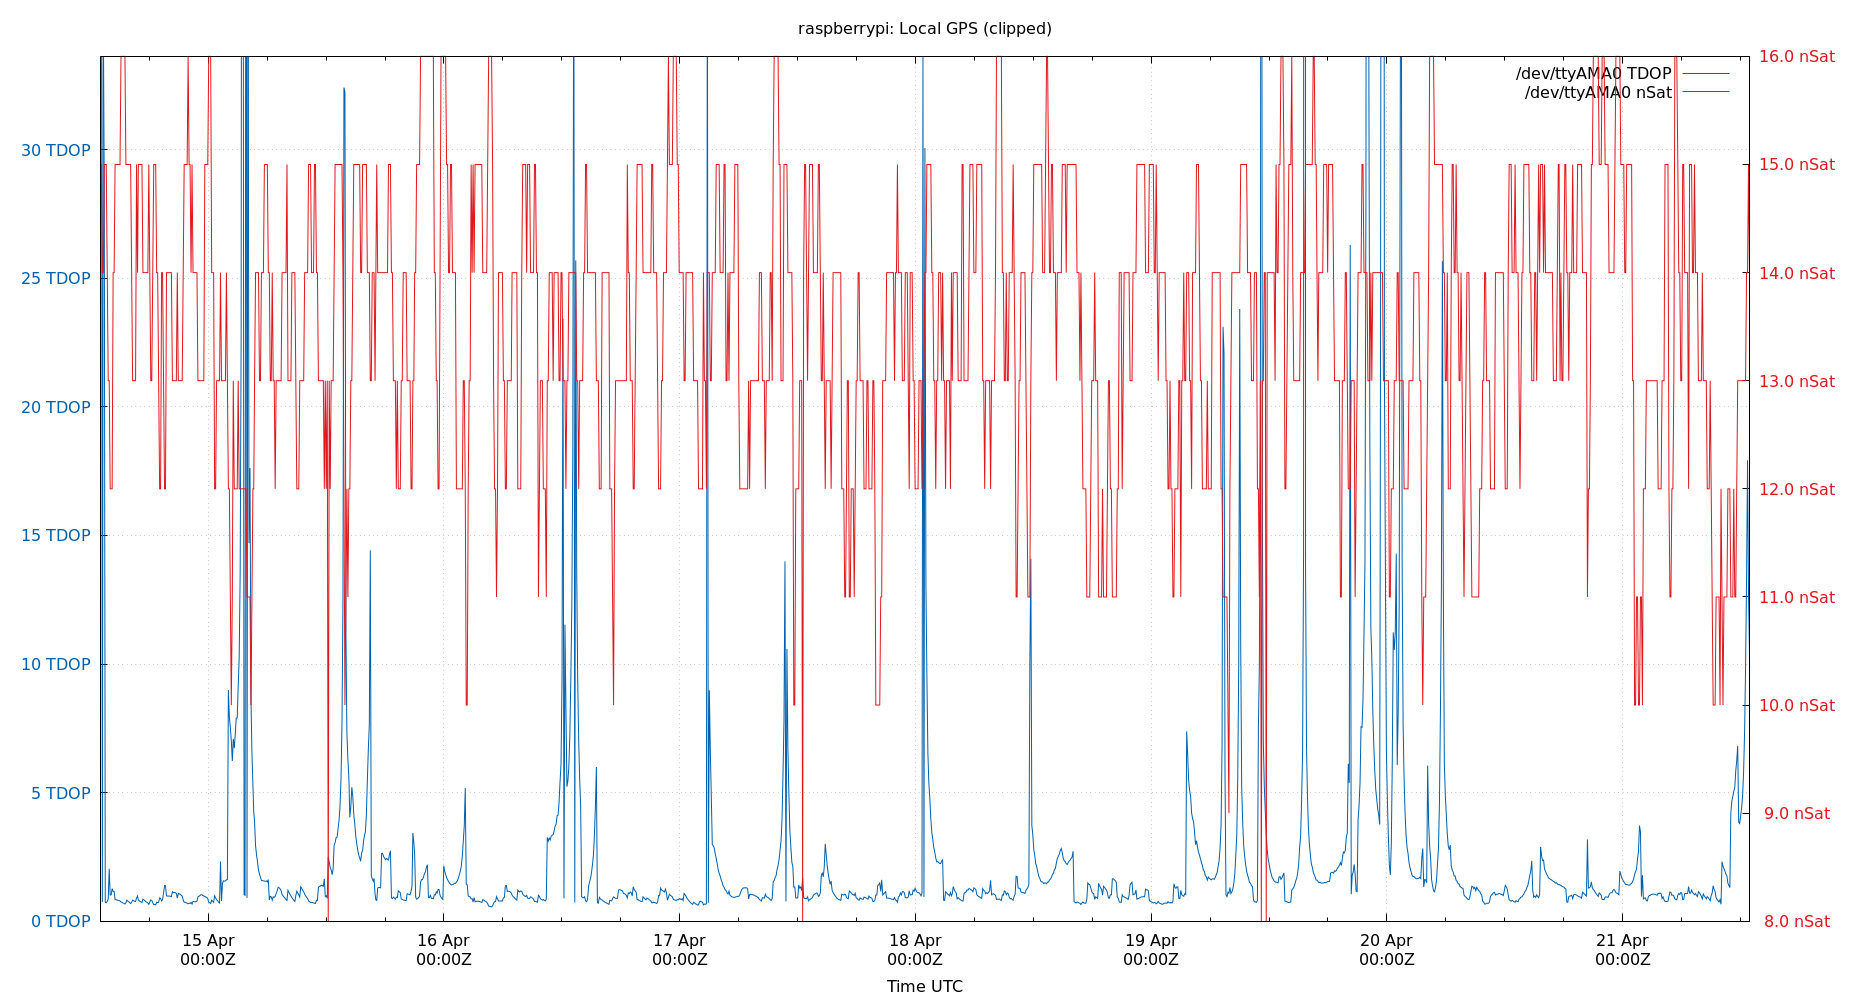 raspberrypi: Local GPS (clipped)
/dev/ttyAMA0 TDOP
/dev/ttyAMA0 nSat
30 TDOP
25 TDOP
20 TDOP
15 TDOP
10 TDOP
5 TDOP
0 TDOP
16.0 nSat
15.0 nSat
14.0 nSat
13.0 nSat
12.0 nSat
11.0 nSat
10.0 nSat
9.0 nSat
8.0 nSat
15 Apr
00:00Z
16 Apr
00:00Z
17 Apr
00:00Z
18 Apr
00:00Z
19 Apr
00:00Z
20 Apr
00:00Z
21 Apr
00:00Z
Time UTC